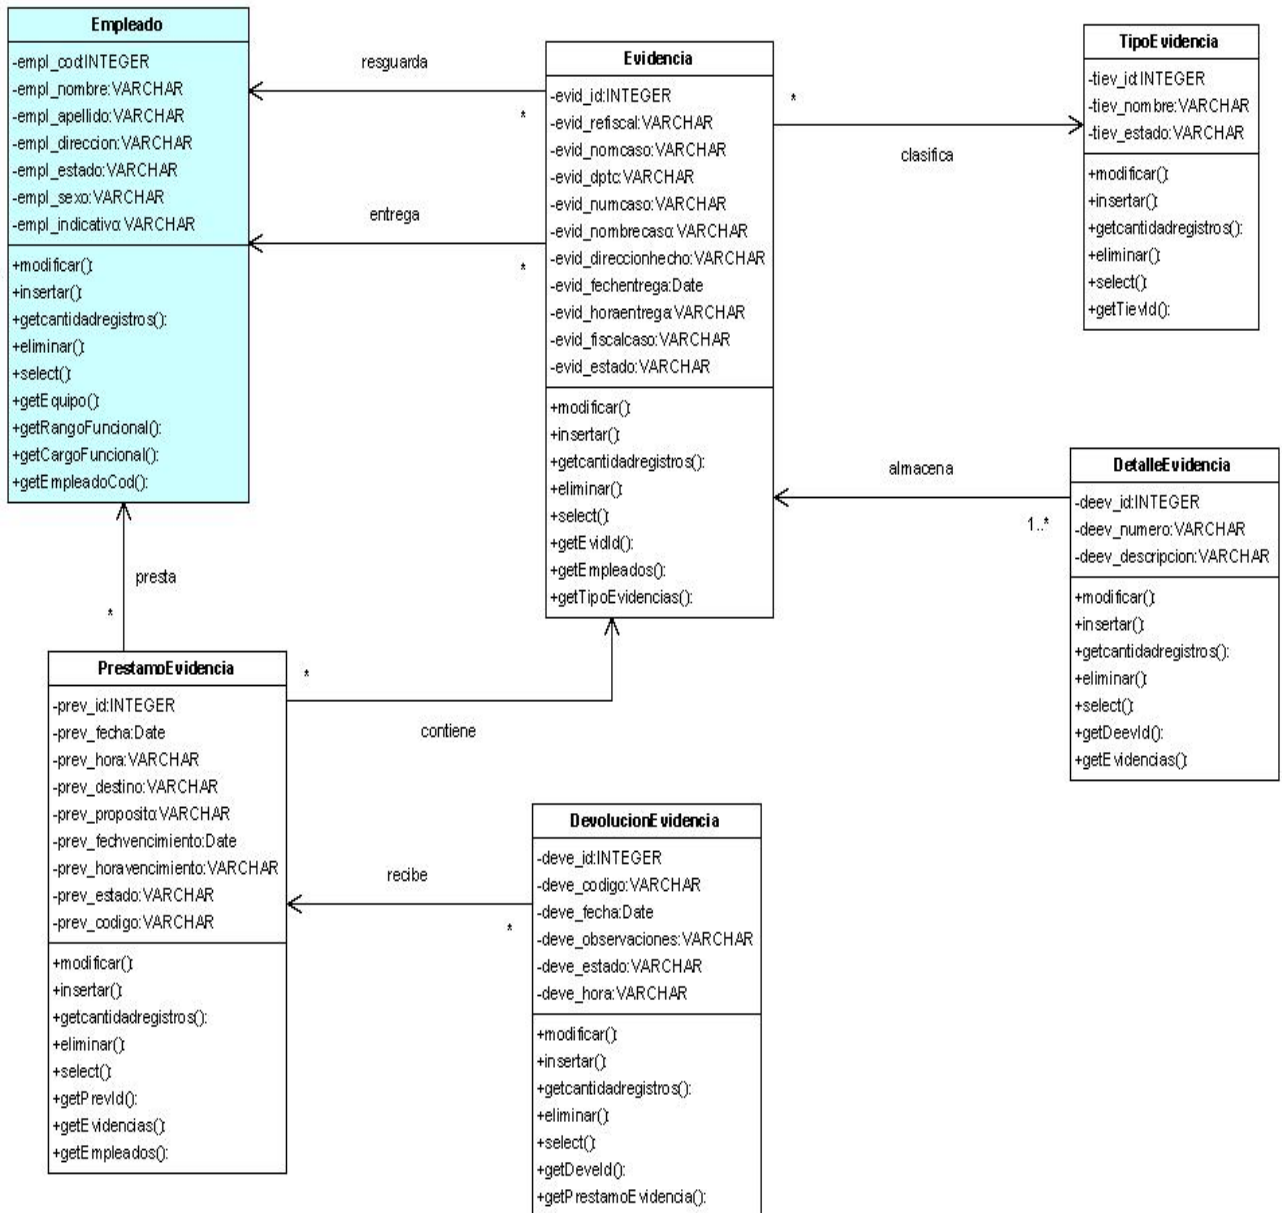 Empleado
-empl_cod:INTEGER
-empl_nombre:VARCHAR
-empl_apellido:VARCHAR
-empl_direccion:VARCHAR
-empl_estado:VARCHAR
-empl_sexo:VARCHAR
-empl_indicativo:VARCHAR
+modificar():
+insertar():
+getcantidadregistros():
+eliminar():
+select():
+getEquipo():
+getRangoFuncional():
+getCargoFuncional():
+getEmpleadoCod():
resguarda
*
entrega
*
Evidencia
-evid_id:INTEGER
-evid_refiscal:VARCHAR
-evid_nomcaso:VARCHAR
-evid_dpto:VARCHAR
-evid_numcaso:VARCHAR
-evid_nombrecaso:VARCHAR
-evid_direccionhecho:VARCHAR
-evid_fechentrega:Date
-evid_horaentrega:VARCHAR
-evid_fiscalcaso:VARCHAR
-evid_estado:VARCHAR
+modificar():
+insertar():
+getcantidadregistros():
+eliminar():
+select():
+getEvidId():
+getEmpleados():
+getTipoEvidencias():
*
clasifica
TipoEvidencia
-tiev_id:INTEGER
-tiev_nombre:VARCHAR
-tiev_estado:VARCHAR
+modificar():
+insertar():
+getcantidadregistros():
+eliminar():
+select():
+getTievId():
almacena
1..*
DetalleEvidencia
-deev_id:INTEGER
-deev_numero:VARCHAR
-deev_descripcion:VARCHAR
+modificar():
+insertar():
+getcantidadregistros():
+eliminar():
+select():
+getDeevId():
+getEvidencias():
presta
*
PrestamoEvidencia
-prev_id:INTEGER
-prev_fecha:Date
-prev_hora:VARCHAR
-prev_destino:VARCHAR
-prev_proposito:VARCHAR
-prev_fechvencimiento:Date
-prev_horavencimiento:VARCHAR
-prev_estado:VARCHAR
-prev_codigo:VARCHAR
+modificar():
+insertar():
+getcantidadregistros():
+eliminar():
+select():
+getPrevId():
+getEvidencias():
+getEmpleados():
*
contiene
recibe
*
DevolucionEvidencia
-deve_id:INTEGER
-deve_codigo:VARCHAR
-deve_fecha:Date
-deve_observaciones:VARCHAR
-deve_estado:VARCHAR
-deve_hora:VARCHAR
+modificar():
+insertar():
+getcantidadregistros():
+eliminar():
+select():
+getDeveId():
+getPrestamoEvidencia():